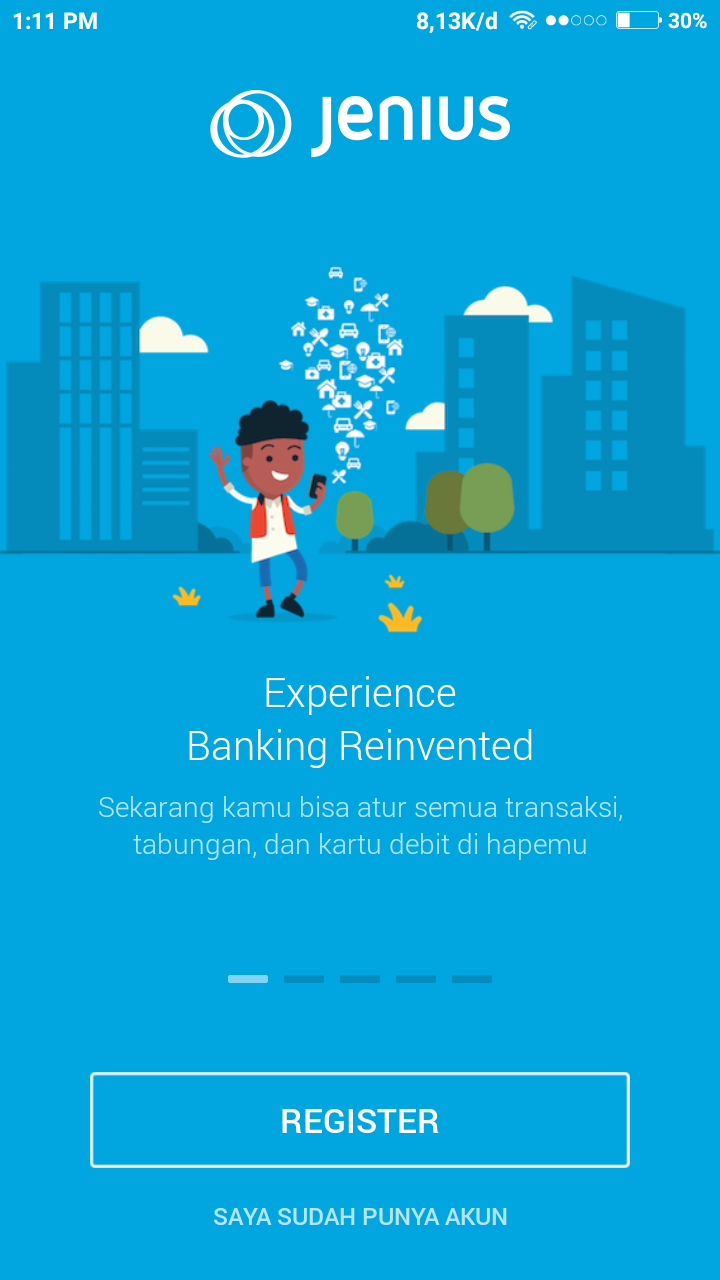 1:11 PM 8,13K/d 30%
Jenius
Experience
Banking Reinvented
Sekarang kamu bisa atur semua transaksi,
tabungan, dan kartu debit di hapemu
REGISTER
SAYA SUDAH PUNYA AKUN